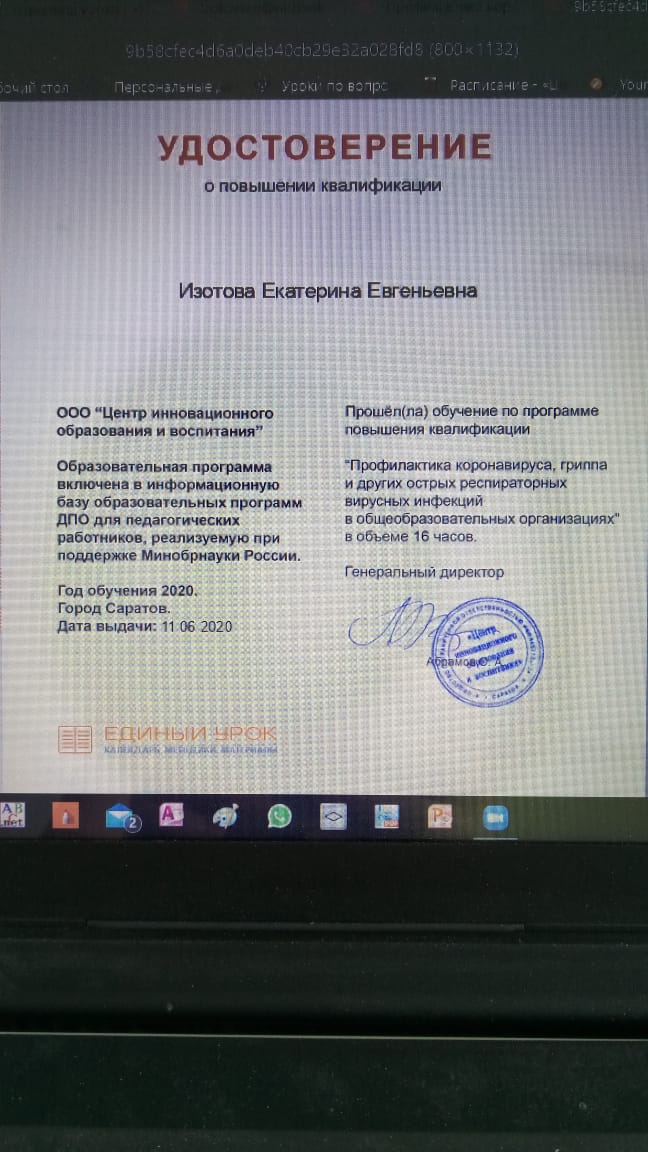 9b58cfec4d
9b58cfec4d6a0deb40cb29e32a028fd8 (800×1132)
бочий стол
Персональные
Уроки по вопро
Расписание - «Ц
Your
УДОСТОВЕРЕНИЕ
о повышении квалификации
Изотова Екатерина Евгеньевна
ООО “Центр инновационного
образования и воспитания”
Образовательная программа
включена в информационную
базу образовательных программ
ДПО для педагогических
работников, реализуемую при
поддержке Минобрнауки России.
Год обучения 2020.
Город Саратов.
Дата выдачи: 11.06.2020
Прошёл(ла) обучение по программе
повышения квалификации
“Профилактика коронавируса, гриппа
и других острых респираторных
вирусных инфекций
в общеобразовательных организациях”
в объеме 16 часов.
Генеральный директор
Абрамов С. А.
«Центр
инновационного
образования
и воспитания»
ЕДИНЫЙ УРОК
КАЛЕНДАРЬ, МЕТОДИКИ, МАТЕРИАЛЫ
AB
.net
2
A
PDF